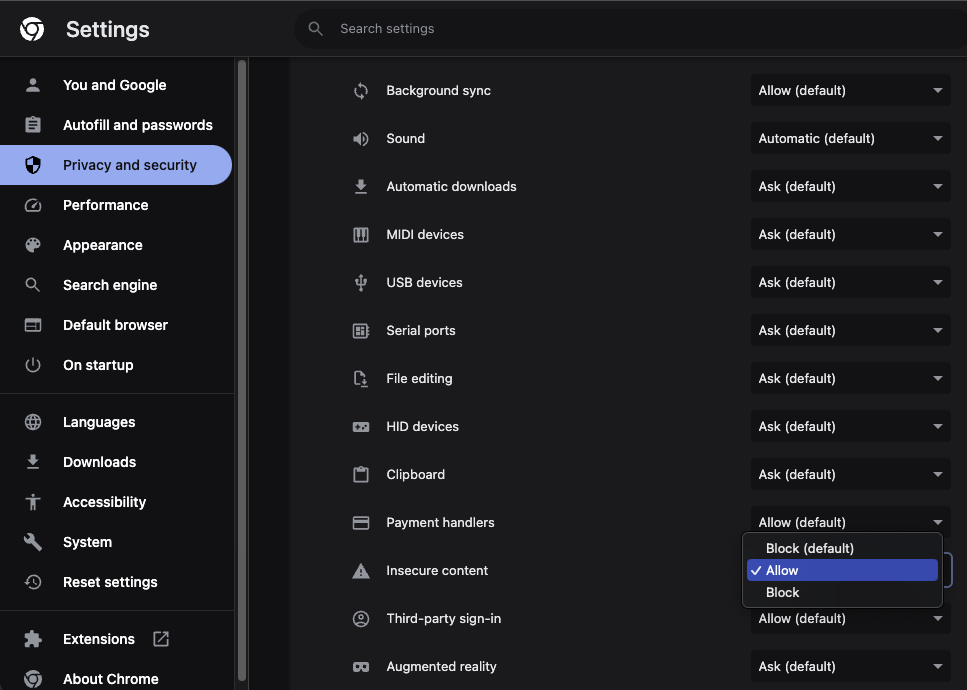 Settings
Search settings
You and Google
Autofill and passwords
Privacy and security
Performance
Appearance
Search engine
Default browser
On startup
Languages
Downloads
Accessibility
System
Reset settings
Extensions
About Chrome
Background sync Allow (default)
Sound Automatic (default)
Automatic downloads Ask (default)
MIDI devices Ask (default)
USB devices Ask (default)
Serial ports Ask (default)
File editing Ask (default)
HID devices Ask (default)
Clipboard Ask (default)
Payment handlers Allow (default)
Block (default)
Insecure content ✓ Allow
Block
Third-party sign-in Allow (default)
Augmented reality Ask (default)